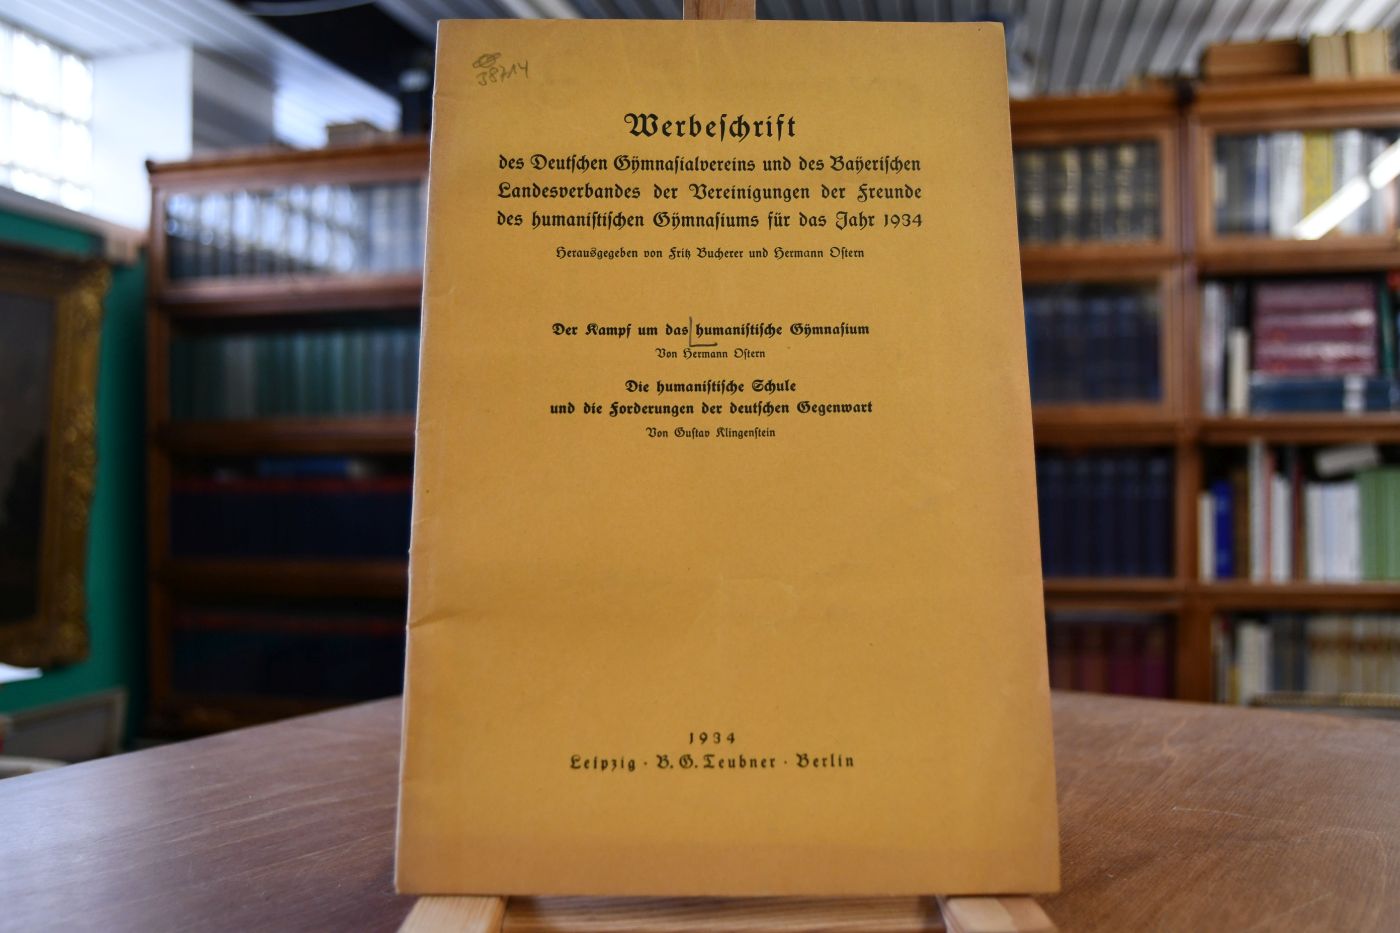 38714
Werbeſchrift
des Deutſchen Gymnaſialvereins und des Bayeriſchen
Landesverbandes der Vereinigungen der Freunde
des humaniſtiſchen Gymnaſiums für das Jahr 1934
Herausgegeben von Fritz Bucherer und Hermann Oſtern
Der Kampf um das humaniſtiſche Gymnaſium
Von Hermann Oſtern
Die humaniſtiſche Schule
und die Forderungen der deutſchen Gegenwart
Von Guſtav Klingenſtein
1934
Leipzig · B. G. Teubner · Berlin